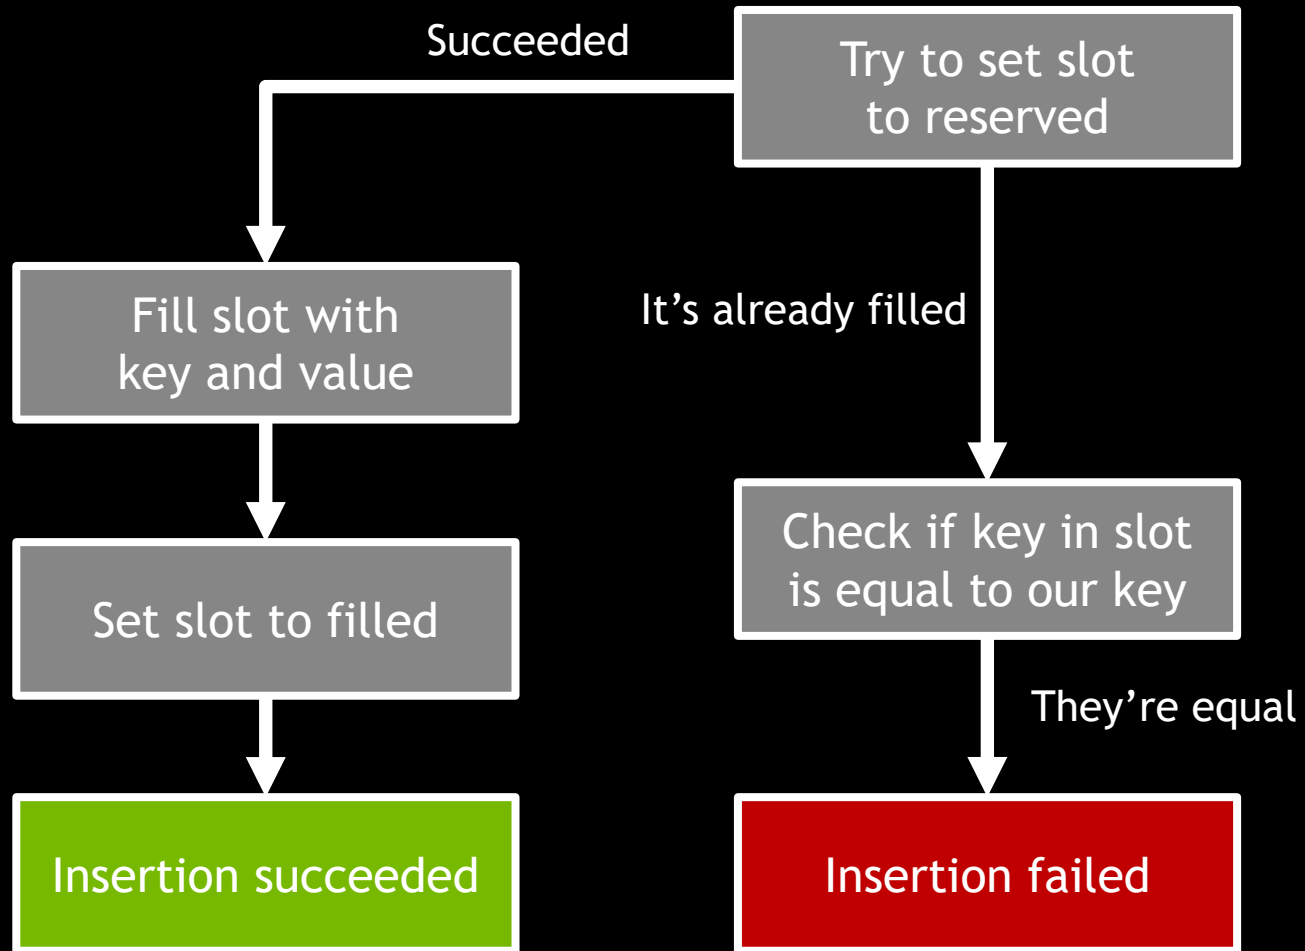 Succeeded
Try to set slot
to reserved
Fill slot with
key and value
It’s already filled
Check if key in slot
is equal to our key
Set slot to filled
They’re equal
Insertion succeeded
Insertion failed